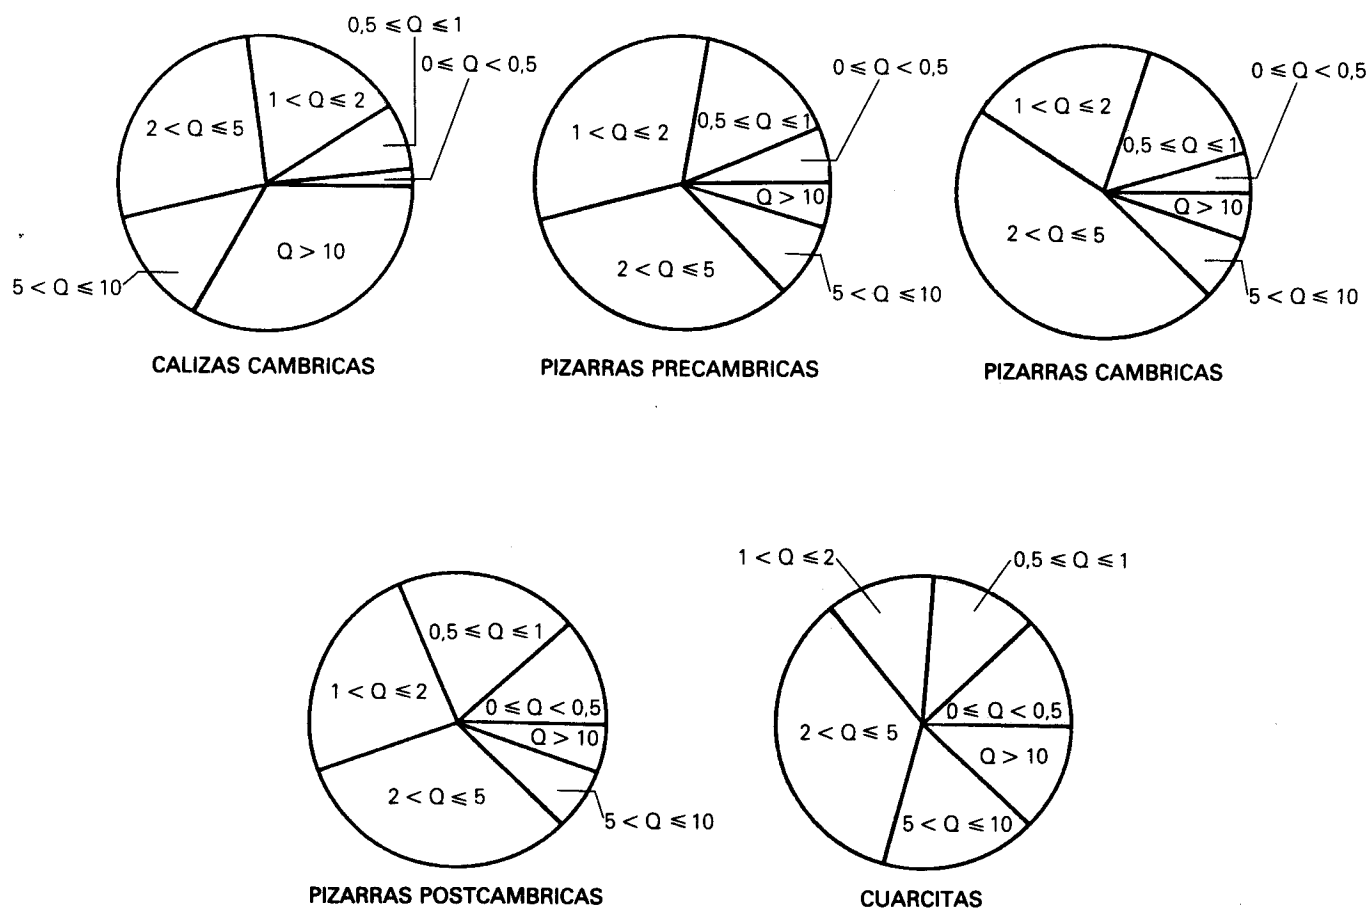 0,5 ⩽ Q ⩽ 1
0 ⩽ Q < 0,5
1 < Q ⩽ 2
2 < Q ⩽ 5
Q > 10
5 < Q ⩽ 10
CALIZAS CAMBRICAS
0 ⩽ Q < 0,5
0,5 ⩽ Q ⩽ 1
1 < Q ⩽ 2
Q > 10
2 < Q ⩽ 5
5 < Q ⩽ 10
PIZARRAS PRECAMBRICAS
0 ⩽ Q < 0,5
1 < Q ⩽ 2
0,5 ⩽ Q ⩽ 1
Q > 10
2 < Q ⩽ 5
5 < Q ⩽ 10
PIZARRAS CAMBRICAS
0,5 ⩽ Q ⩽ 1
1 < Q ⩽ 2
0 ⩽ Q < 0,5
Q > 10
2 < Q ⩽ 5
5 < Q ⩽ 10
PIZARRAS POSTCAMBRICAS
1 < Q ⩽ 2
0,5 ⩽ Q ⩽ 1
0 ⩽ Q < 0,5
2 < Q ⩽ 5
Q > 10
5 < Q ⩽ 10
CUARCITAS